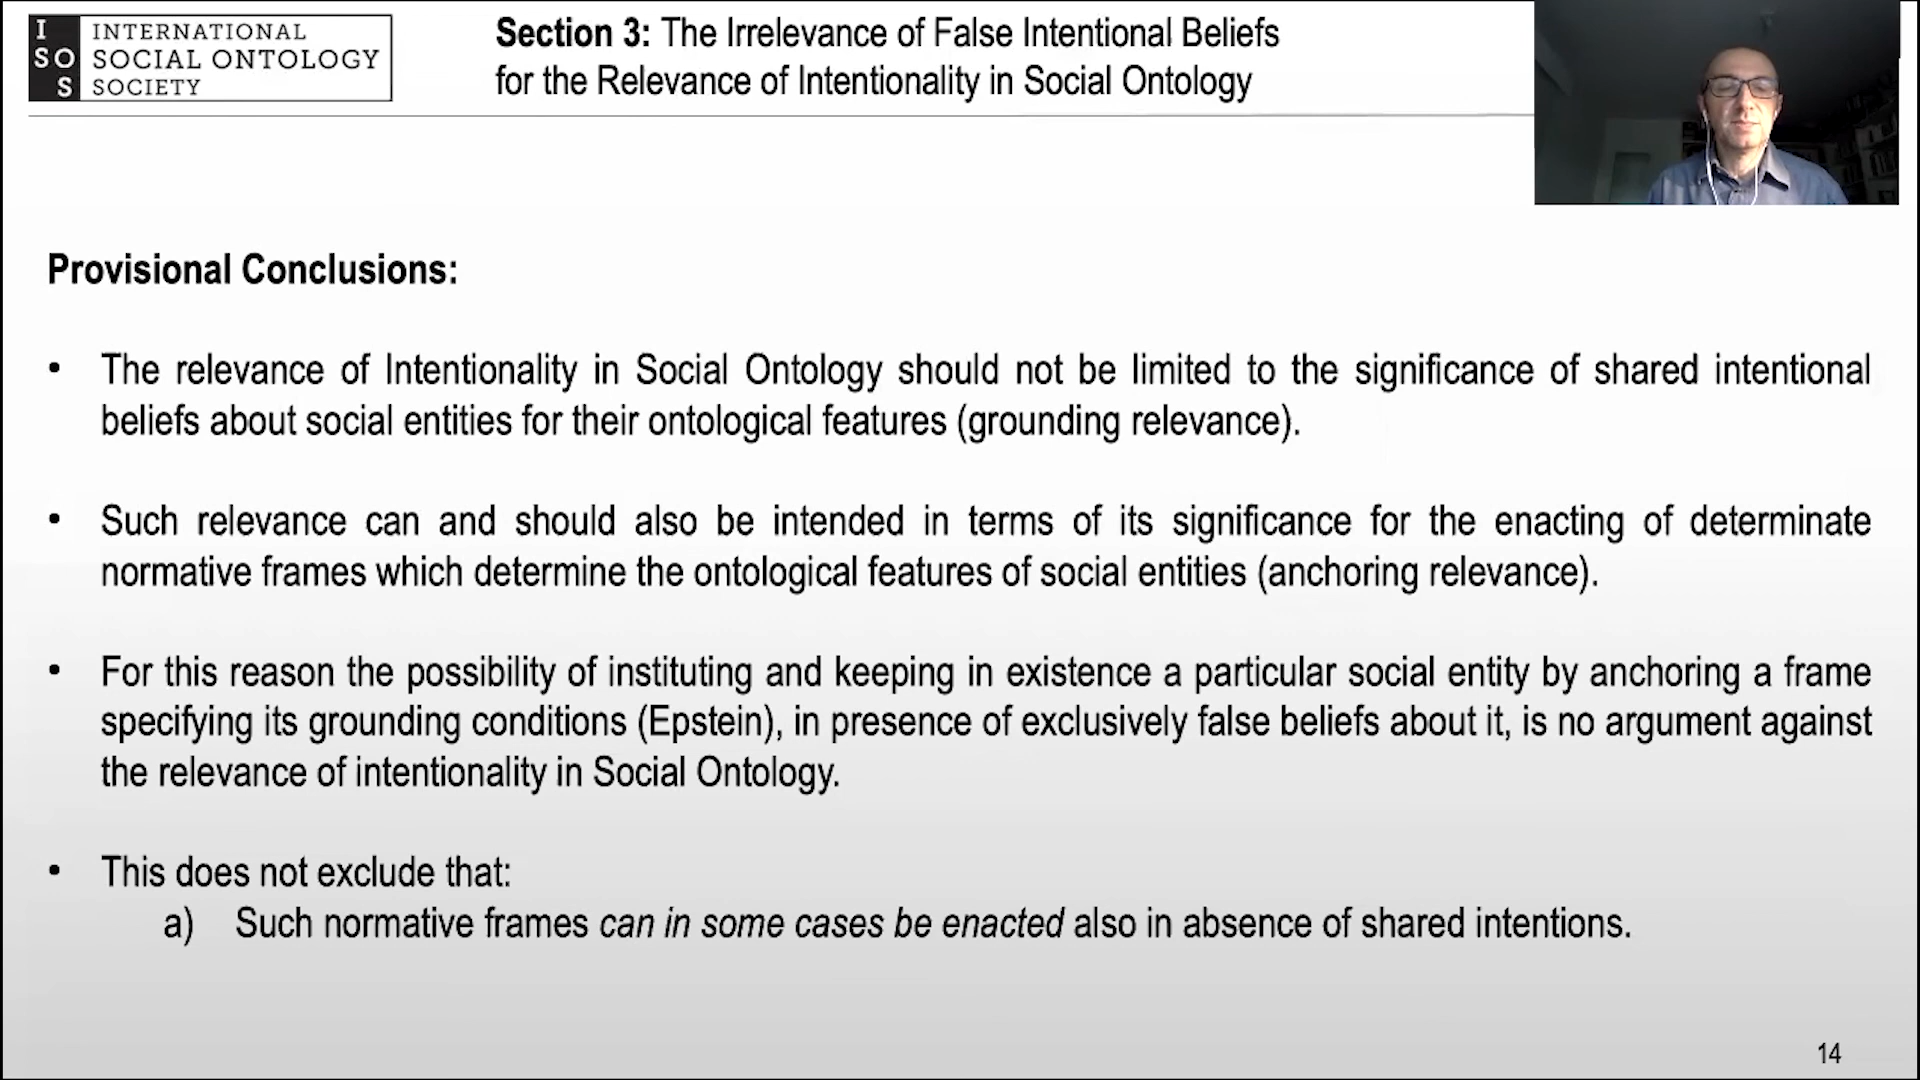 I
SO
S
INTERNATIONAL
SOCIAL ONTOLOGY
SOCIETY
Section 3: The Irrelevance of False Intentional Beliefs
for the Relevance of Intentionality in Social Ontology
Provisional Conclusions:
• The relevance of Intentionality in Social Ontology should not be limited to the significance of shared intentional
beliefs about social entities for their ontological features (grounding relevance).
• Such relevance can and should also be intended in terms of its significance for the enacting of determinate
normative frames which determine the ontological features of social entities (anchoring relevance).
• For this reason the possibility of instituting and keeping in existence a particular social entity by anchoring a frame
specifying its grounding conditions (Epstein), in presence of exclusively false beliefs about it, is no argument against
the relevance of intentionality in Social Ontology.
• This does not exclude that:
a) Such normative frames can in some cases be enacted also in absence of shared intentions.
14